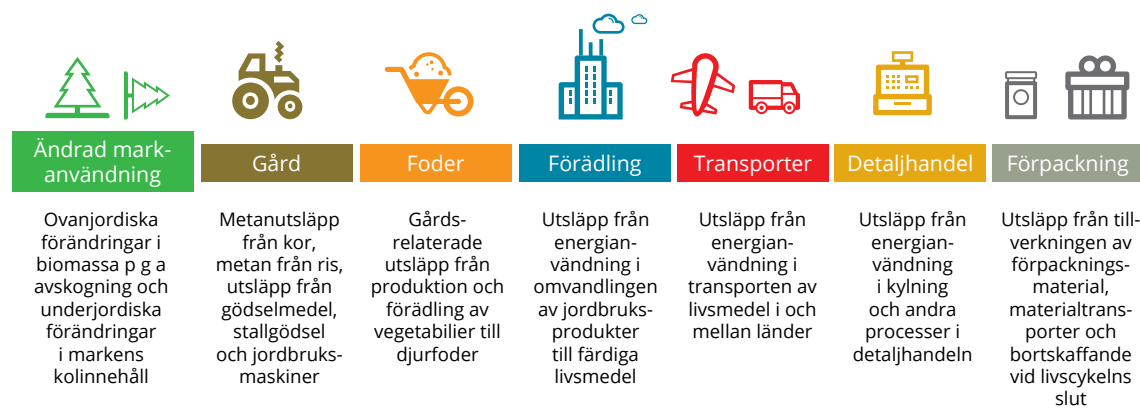 Ändrad mark-
användning
Ovanjordiska
förändringar i
biomassa p g a
avskogning och
underjordiska
förändringar
i markens
kolinnehåll
Gård
Metanutsläpp
från kor,
metan från ris,
utsläpp från
gödselmedel,
stallgödsel
och jordbruks-
maskiner
Foder
Gårds-
relaterade
utsläpp från
produktion och
förädling av
vegetabilier till
djurfoder
Förädling
Utsläpp från
energian-
vändning i
omvandlingen
av jordbruks-
produkter
till färdiga
livsmedel
Transporter
Utsläpp från
energian-
vändning i
transporten av
livsmedel i och
mellan länder
Detaljhandel
Utsläpp från
energian-
vändning
i kylning
och andra
processer i
detaljhandeln
Förpackning
Utsläpp från till-
verkningen av
förpacknings-
material,
materialtrans-
porter och
bortskaffande
vid livscykelns
slut